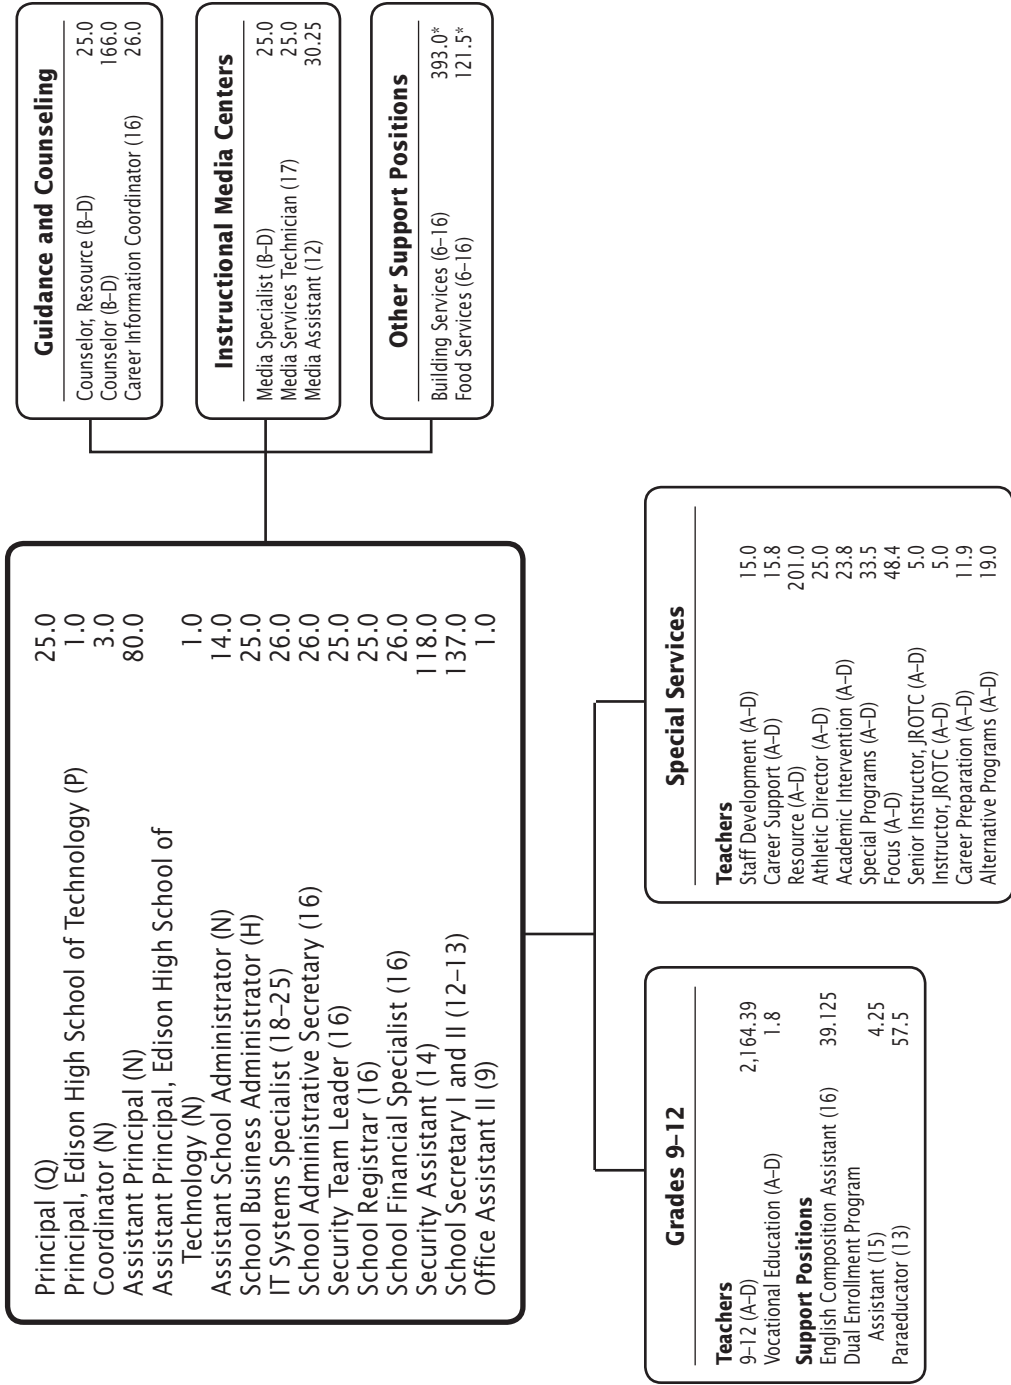 Principal (Q) 25.0
Principal, Edison High School of Technology (P) 1.0
Coordinator (N) 3.0
Assistant Principal (N) 80.0
Assistant Principal, Edison High School of
Technology (N) 1.0
Assistant School Administrator (N) 14.0
School Business Administrator (H) 25.0
IT Systems Specialist (18–25) 26.0
School Administrative Secretary (16) 26.0
Security Team Leader (16) 25.0
School Registrar (16) 25.0
School Financial Specialist (16) 26.0
Security Assistant (14) 118.0
School Secretary I and II (12–13) 137.0
Office Assistant II (9) 1.0
Guidance and Counseling
Counselor, Resource (B–D) 25.0
Counselor (B–D) 166.0
Career Information Coordinator (16) 26.0
Instructional Media Centers
Media Specialist (B–D) 25.0
Media Services Technician (17) 25.0
Media Assistant (12) 30.25
Other Support Positions
Building Services (6–16) 393.0*
Food Services (6–16) 121.5*
Grades 9–12
Teachers
9–12 (A–D) 2,164.39
Vocational Education (A–D) 1.8
Support Positions
English Composition Assistant (16) 39.125
Dual Enrollment Program
Assistant (15) 4.25
Paraeducator (13) 57.5
Special Services
Teachers
Staff Development (A–D) 15.0
Career Support (A–D) 15.8
Resource (A–D) 201.0
Athletic Director (A–D) 25.0
Academic Intervention (A–D) 23.8
Special Programs (A–D) 33.5
Focus (A–D) 48.4
Senior Instructor, JROTC (A–D) 5.0
Instructor, JROTC (A–D) 5.0
Career Preparation (A–D) 11.9
Alternative Programs (A–D) 19.0